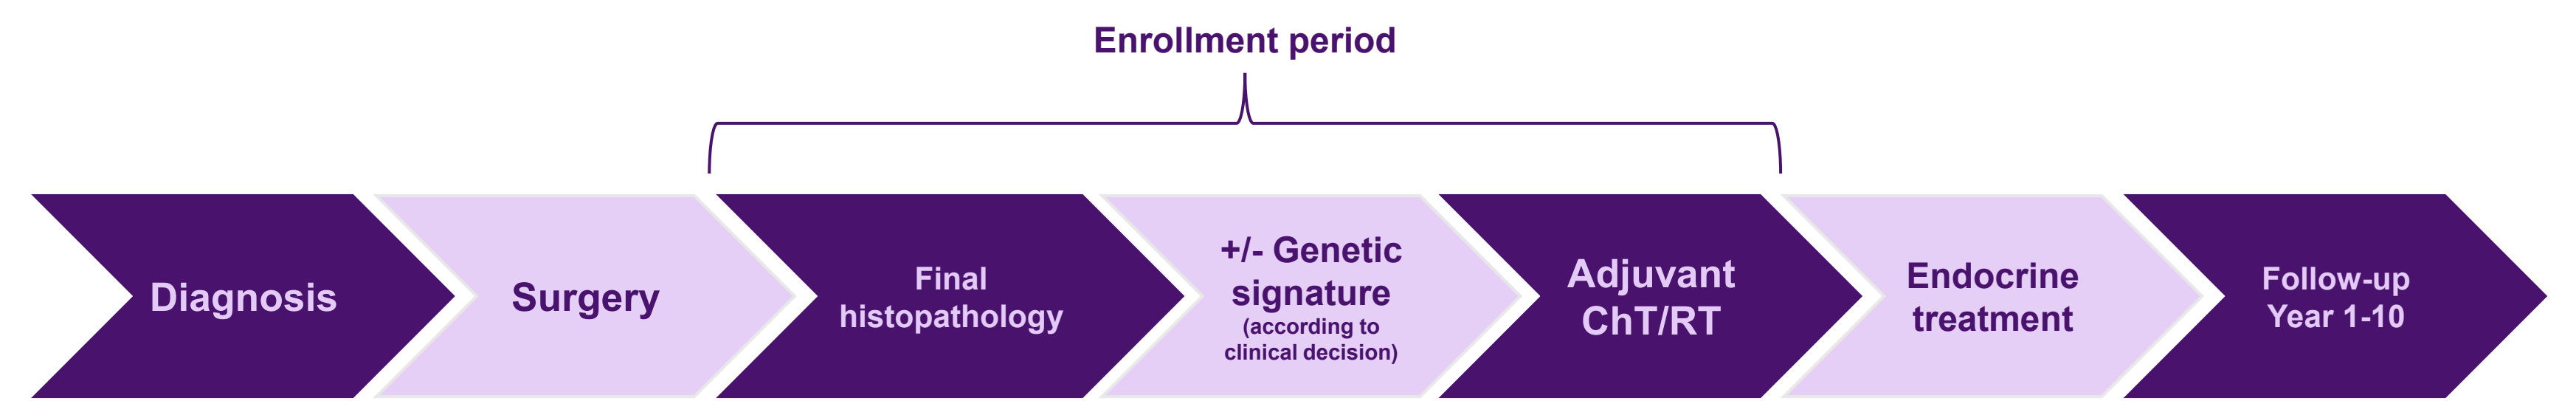 Enrollment period
Diagnosis
Surgery
Final
histopathology
+/- Genetic
signature
(according to
clinical decision)
Adjuvant
ChT/RT
Endocrine
treatment
Follow-up
Year 1-10